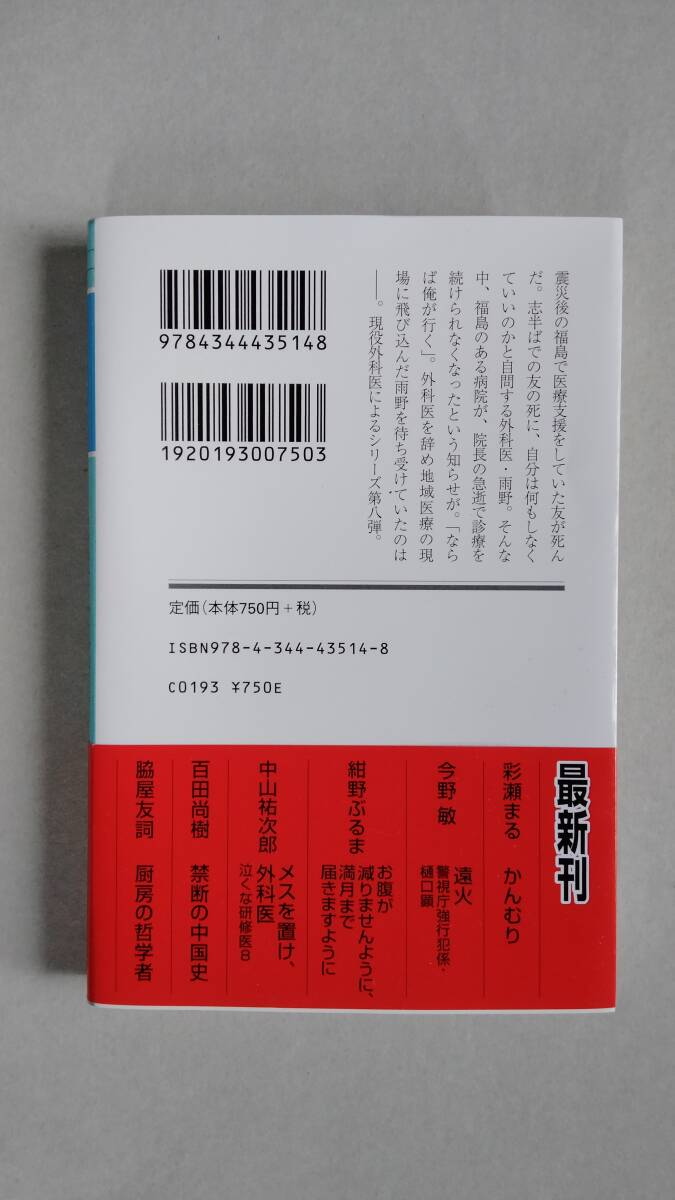 震災後の福島で医療支援をしていた友が死ん
だ。志半ばでの友の死に、自分は何もしなく
ていいのかと自問する外科医・雨野。そんな
中、福島のある病院が、院長の急逝で診療を
続けられなくなったという知らせが。「なら
ば俺が行く」。外科医を辞め地域医療の現
場に飛び込んだ雨野を待ち受けていたのは
――。現役外科医によるシリーズ第八弾。
9784344435148
1920193007503
定価(本体750円+税)
ISBN978-4-344-43514-8
C0193 ¥750E
最新刊
彩瀬まる かんむり
今野 敏 遠火
警視庁強行犯係・
樋口顕
紺野ぶるま お腹が
減りませんように、
満月まで
届きますように
中山祐次郎 メスを置け、
外科医
泣くな研修医8
百田尚樹 禁断の中国史
脇屋友詞 厨房の哲学者